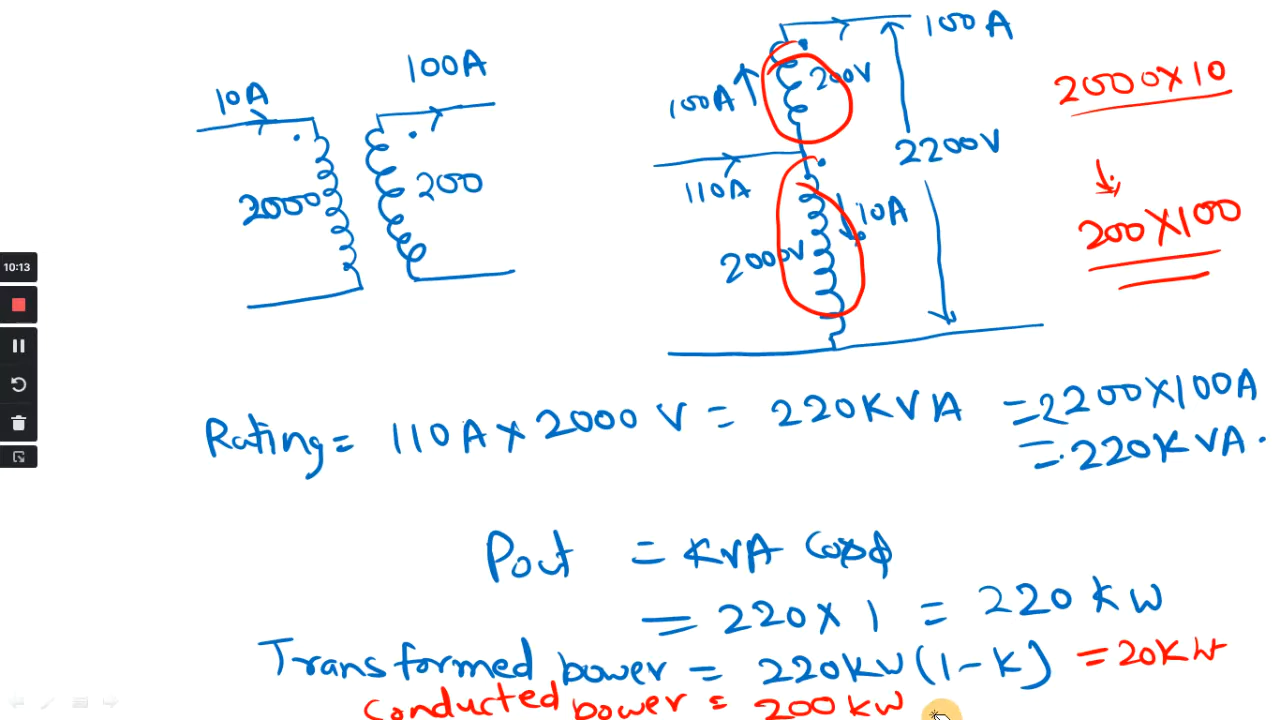 10A
100A
2000
200
100A
200V
100A
2200V
110A
10A
2000V
2000X10
200X100
10:13
Rating = 110A X 2000 V = 220KVA = 2200X100A
= 220KVA.
Pout = KVA Cosϕ
= 220 X 1 = 220 KW
Transformed power = 220KW (1-K) = 20KW
Conducted power = 200 KW